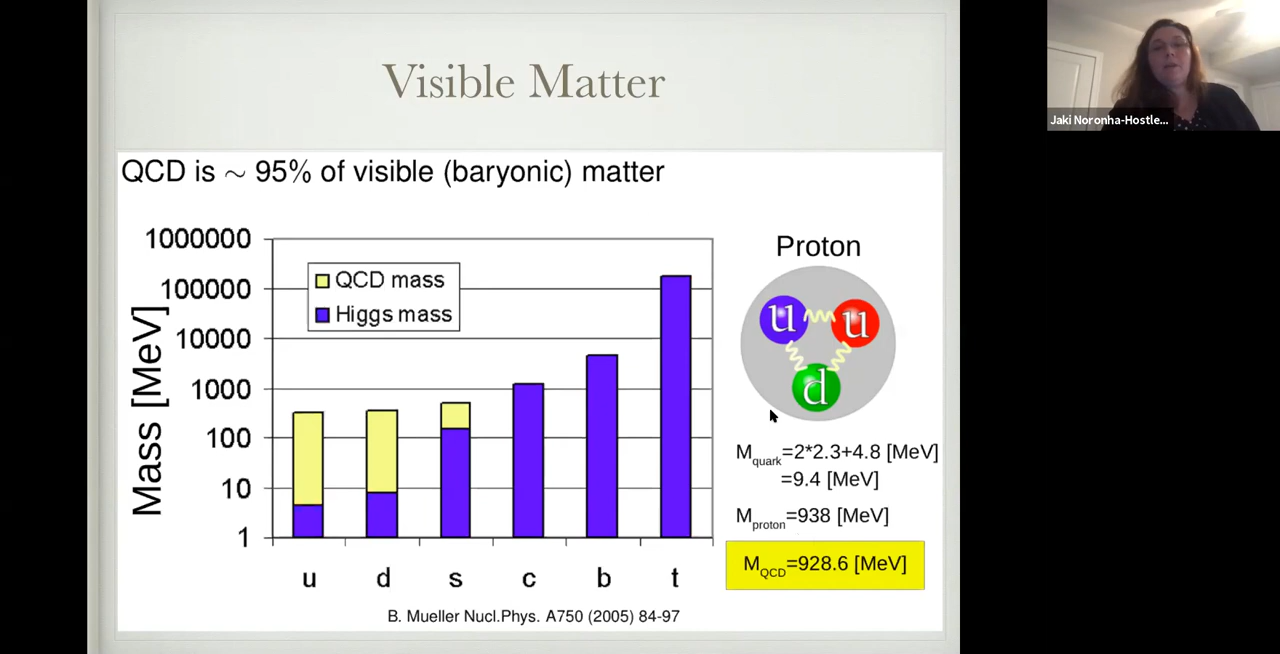 Visible Matter
Jaki Noronha-Hostle...
QCD is ∼ 95% of visible (baryonic) matter
Mass [MeV]
1000000
100000
10000
1000
100
10
1
QCD mass
Higgs mass
u d s c b t
Proton
u u
d
Mquark=2*2.3+4.8 [MeV]
=9.4 [MeV]
Mproton=938 [MeV]
MQCD=928.6 [MeV]
B. Mueller Nucl.Phys. A750 (2005) 84-97